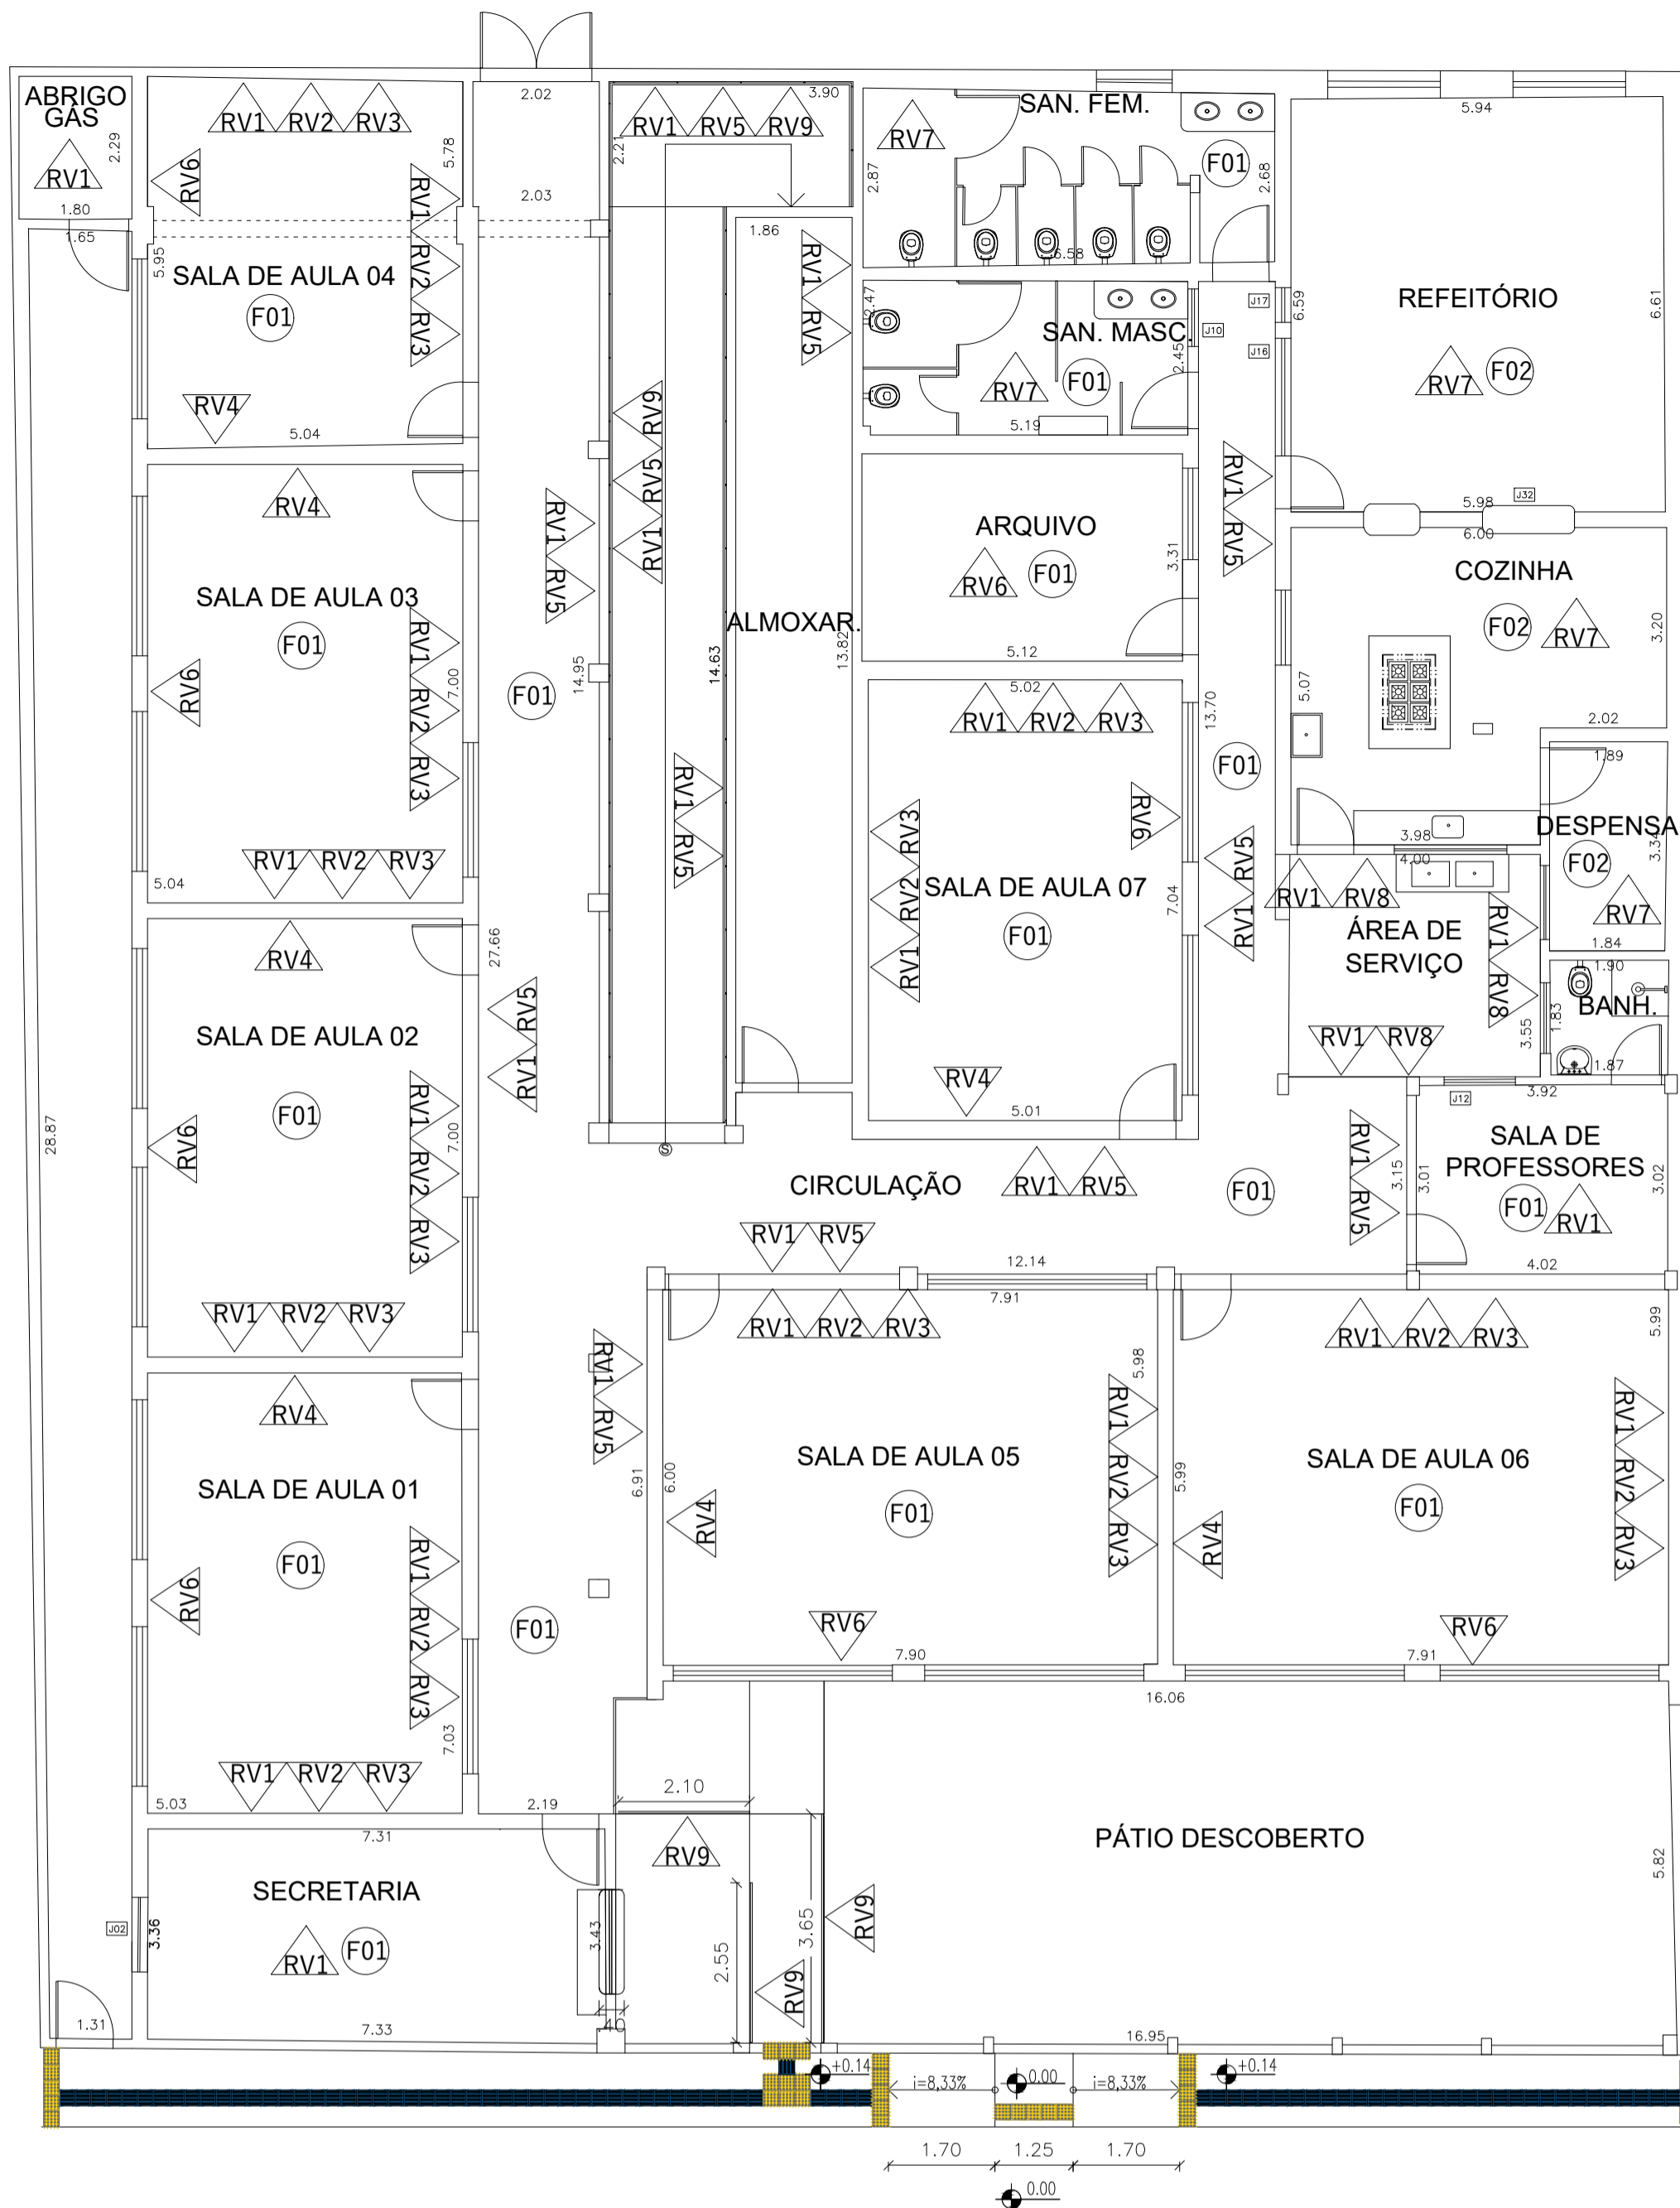 ABRIGO
GÁS
2.29
RV1
1.80
1.65
RV1 RV2 RV3
5.78
RV6
RV1 RV2 RV3
5.95
SALA DE AULA 04
F01
RV4
5.04
2.02
2.03
3.90
RV1 RV5 RV9
2.21
1.86
RV1 RV5
SAN. FEM.
RV7
F01
2.87
2.68
6.58
2.47
SAN. MASC.
RV7
F01
2.45
5.19
J17
J10
J16
5.94
6.59
REFEITÓRIO
6.61
RV7
F02
5.98
J32
6.00
RV4
SALA DE AULA 03
F01
RV6
RV1 RV2 RV3
7.00
RV1 RV2 RV3
5.04
RV1 RV5
F01
14.95
RV1 RV5 RV9
14.63
RV1 RV5
ALMOXAR.
13.82
ARQUIVO
RV6
F01
3.31
5.12
RV1 RV5
13.70
F01
RV1 RV5
COZINHA
F02
RV7
3.20
5.07
2.02
3.98
4.00
1.89
DESPENSA
F02
3.34
RV7
1.84
5.02
RV1 RV2 RV3
RV6
RV1 RV2 RV3
SALA DE AULA 07
F01
7.04
RV4
5.01
RV1 RV8
ÁREA DE
SERVIÇO
RV1 RV8
RV1 RV8
3.55
1.90
1.83
BANH.
1.87
RV4
SALA DE AULA 02
F01
RV6
RV1 RV2 RV3
7.00
RV1 RV2 RV3
27.66
RV1 RV5
28.87
S
CIRCULAÇÃO
RV1 RV5
RV1 RV5
F01
12.14
RV1 RV5
3.15
3.01
J12
3.92
SALA DE
PROFESSORES
F01
RV1
3.02
4.02
RV4
SALA DE AULA 01
F01
RV6
RV1 RV2 RV3
7.03
RV1 RV2 RV3
5.03
RV1 RV5
6.91
F01
2.19
7.91
RV1 RV2 RV3
6.00
5.98
SALA DE AULA 05
F01
RV4
RV1 RV2 RV3
RV6
7.90
RV1 RV2 RV3
5.99
5.99
SALA DE AULA 06
F01
RV4
RV1 RV2 RV3
RV6
7.91
16.06
7.31
SECRETARIA
F01
RV1
J02
3.36
3.43
7.33
1.31
2.10
RV9
2.55
3.65
RV9
RV9
40
PÁTIO DESCOBERTO
5.82
16.95
+0.14
i=8,33%
0.00
i=8,33%
+0.14
1.70
1.25
1.70
0.00